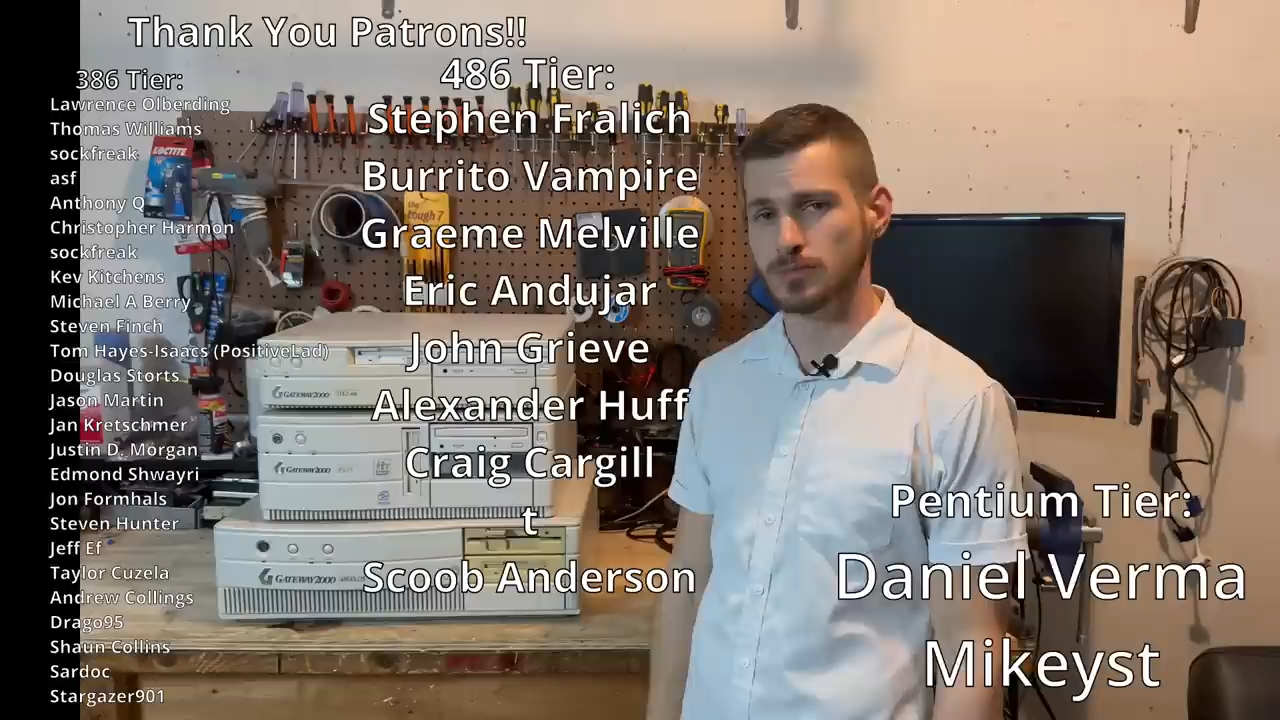 Thank You Patrons!!
386 Tier:
Lawrence Olberding
Thomas Williams
sockfreak
asf
Anthony Q
Christopher Harmon
sockfreak
Kev Kitchens
Michael A Berry
Steven Finch
Tom Hayes-Isaacs (PositiveLad)
Douglas Storts
Jason Martin
Jan Kretschmer
Justin D. Morgan
Edmond Shwayri
Jon Formhals
Steven Hunter
Jeff Ef
Taylor Cuzela
Andrew Collings
Drago95
Shaun Collins
Sardoc
Stargazer901
486 Tier:
Stephen Fralich
Burrito Vampire
Graeme Melville
Eric Andujar
John Grieve
Alexander Huff
Craig Cargill
t
Scoob Anderson
Pentium Tier:
Daniel Verma
Mikeyst
LOCTITE
tough 7
GATEWAY2000
GATEWAY2000
GATEWAY2000